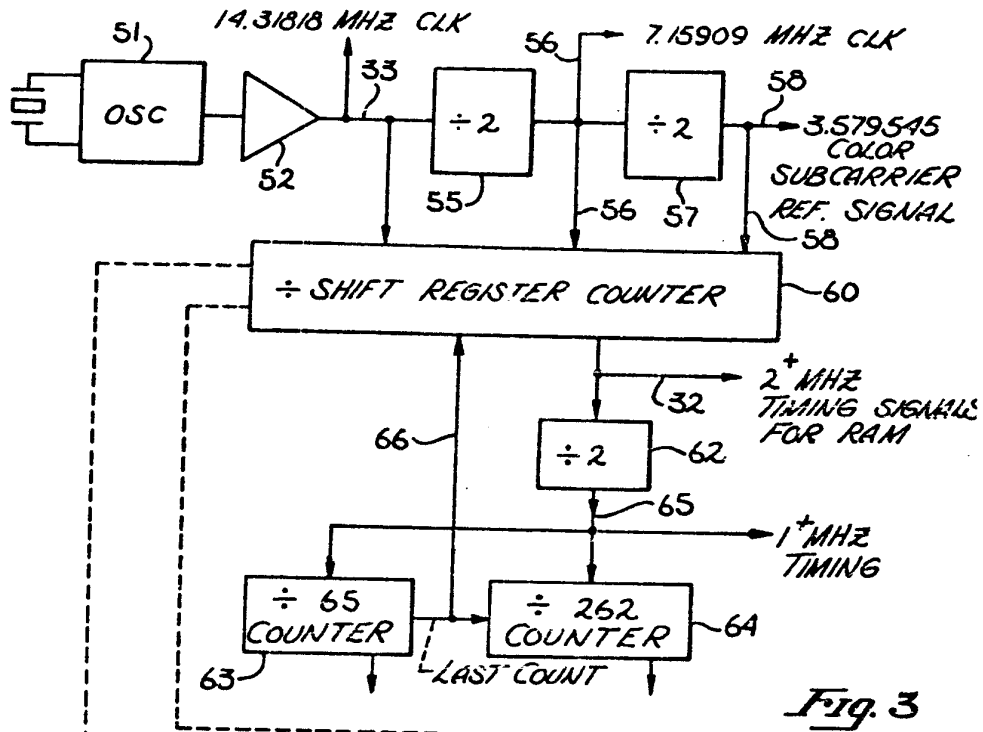 14.31818 MHZ CLK
51
56
7.15909 MHZ CLK
33
58
OSC
÷ 2
÷ 2
3.579545
COLOR
SUBCARRIER
REF. SIGNAL
52
55
56
57
58
÷ SHIFT REGISTER COUNTER
60
2+ MHZ
TIMING SIGNALS
FOR RAM
32
66
÷ 2
62
65
1+ MHZ
TIMING
÷ 65
COUNTER
÷ 262
COUNTER
64
63
LAST COUNT
Fig. 3